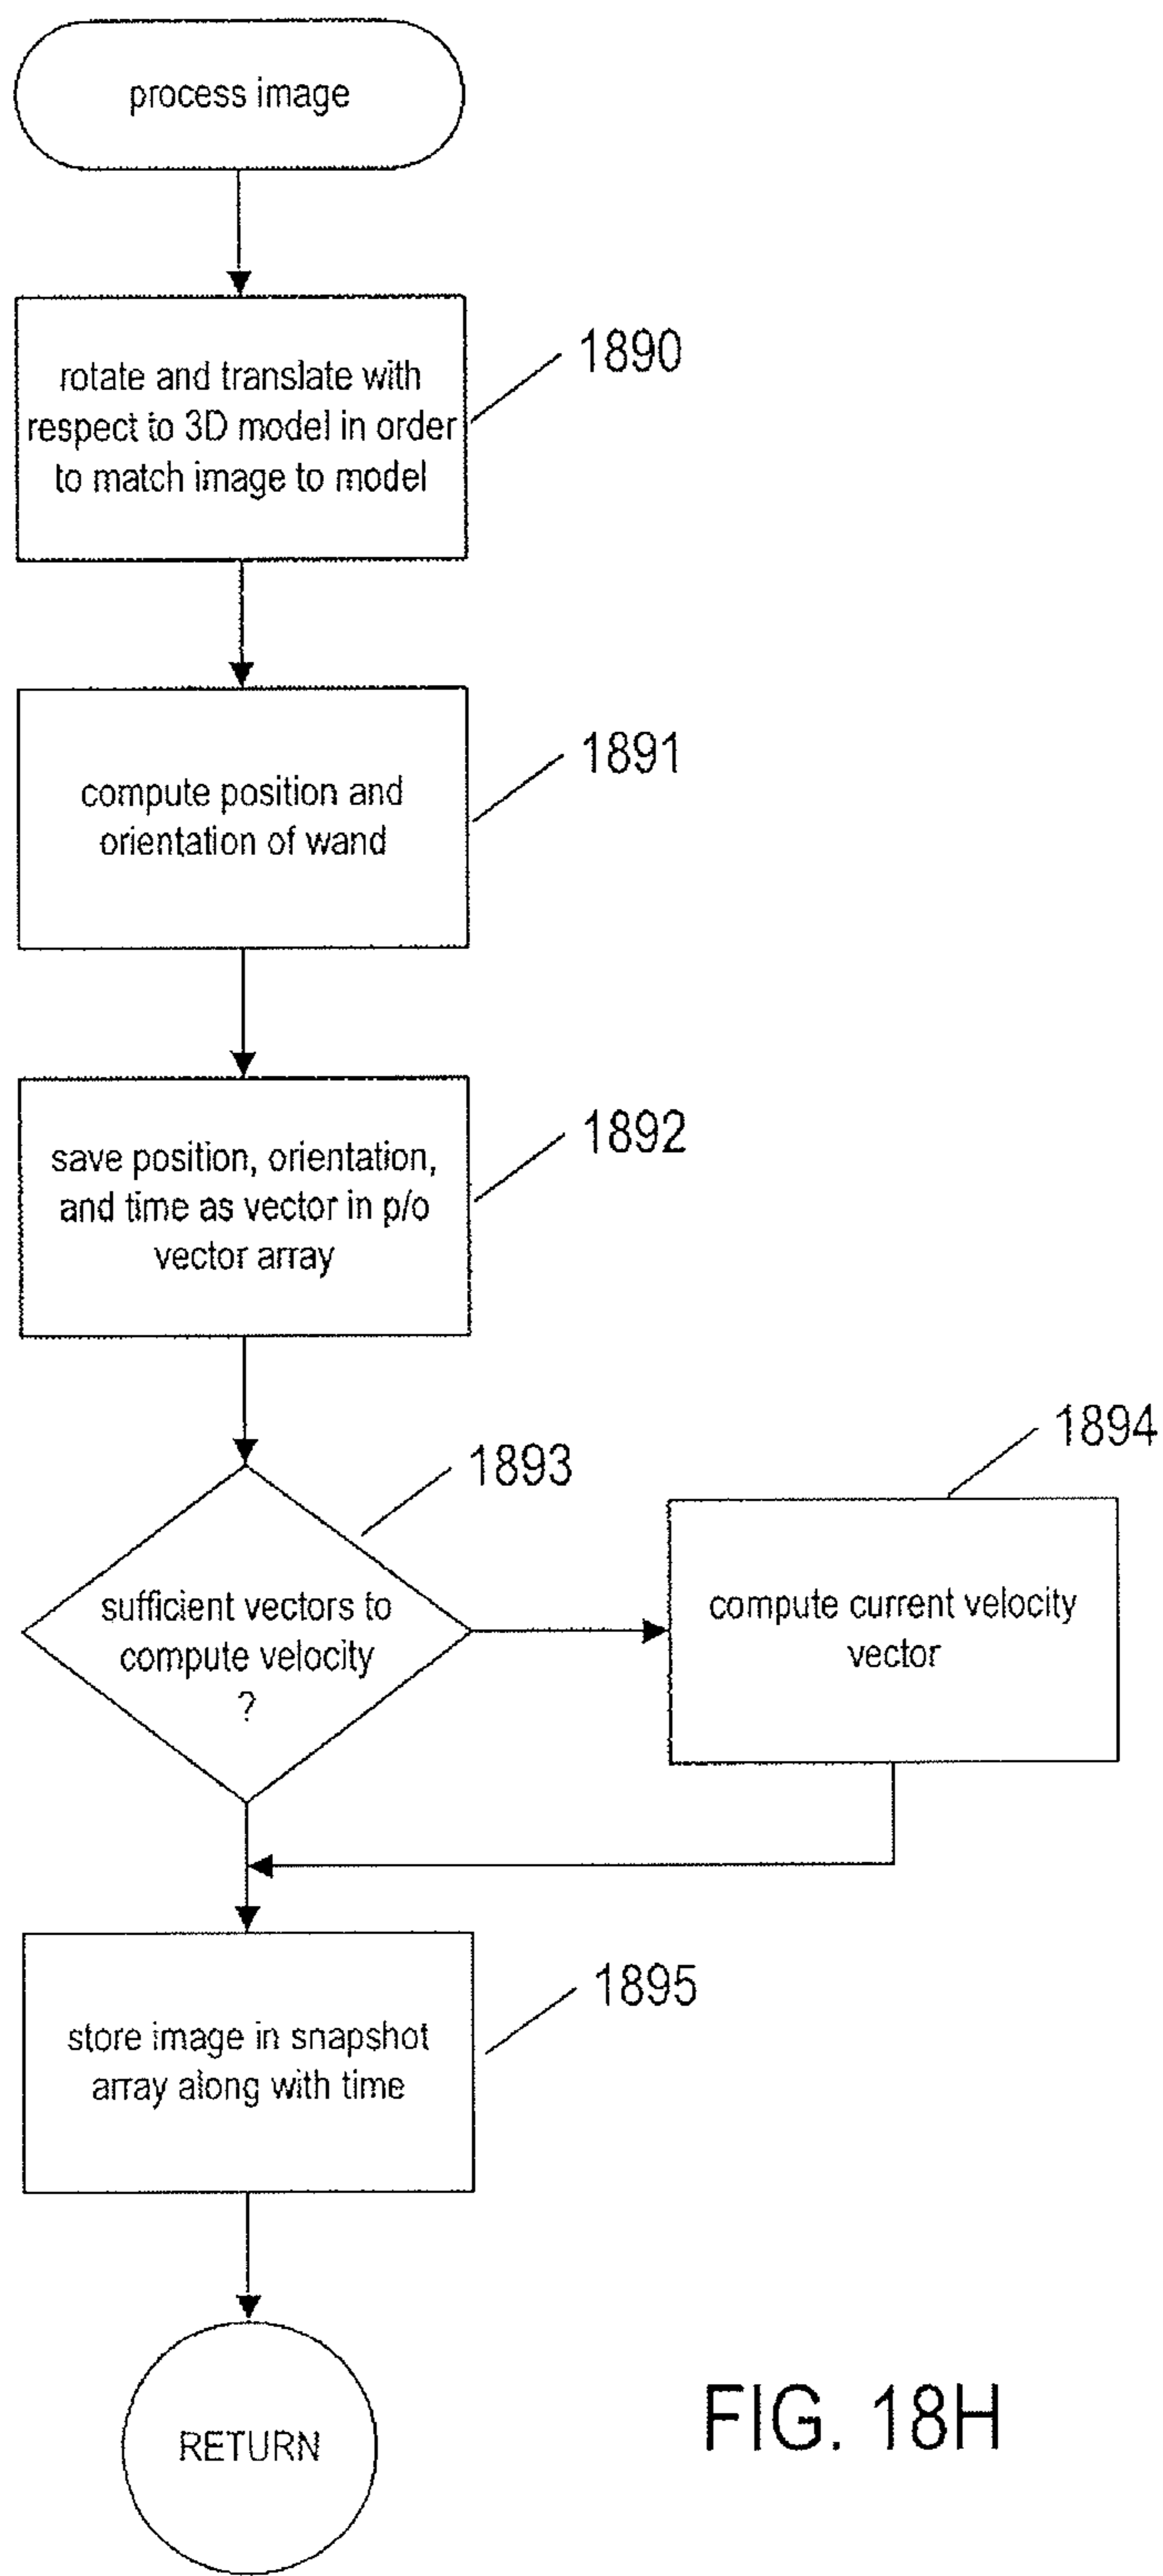 process image
1890
rotate and translate with
respect to 3D model in order
to match image to model
1891
compute position and
orientation of wand
1892
save position, orientation,
and time as vector in p/o
vector array
1893
1894
sufficient vectors to
compute velocity
?
compute current velocity
vector
1895
store image in snapshot
array along with time
RETURN
FIG. 18H